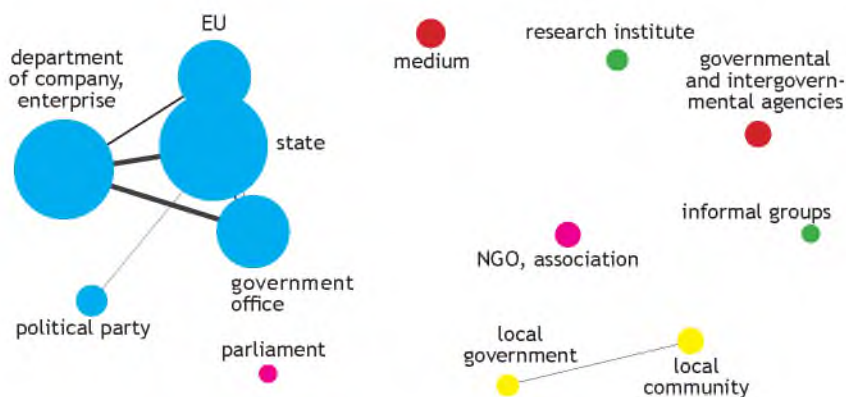 EU
department
of company,
enterprise
state
government
office
political party
parliament
medium
research institute
governmental
and intergovern-
mental agencies
informal groups
NGO, association
local
government
local
community